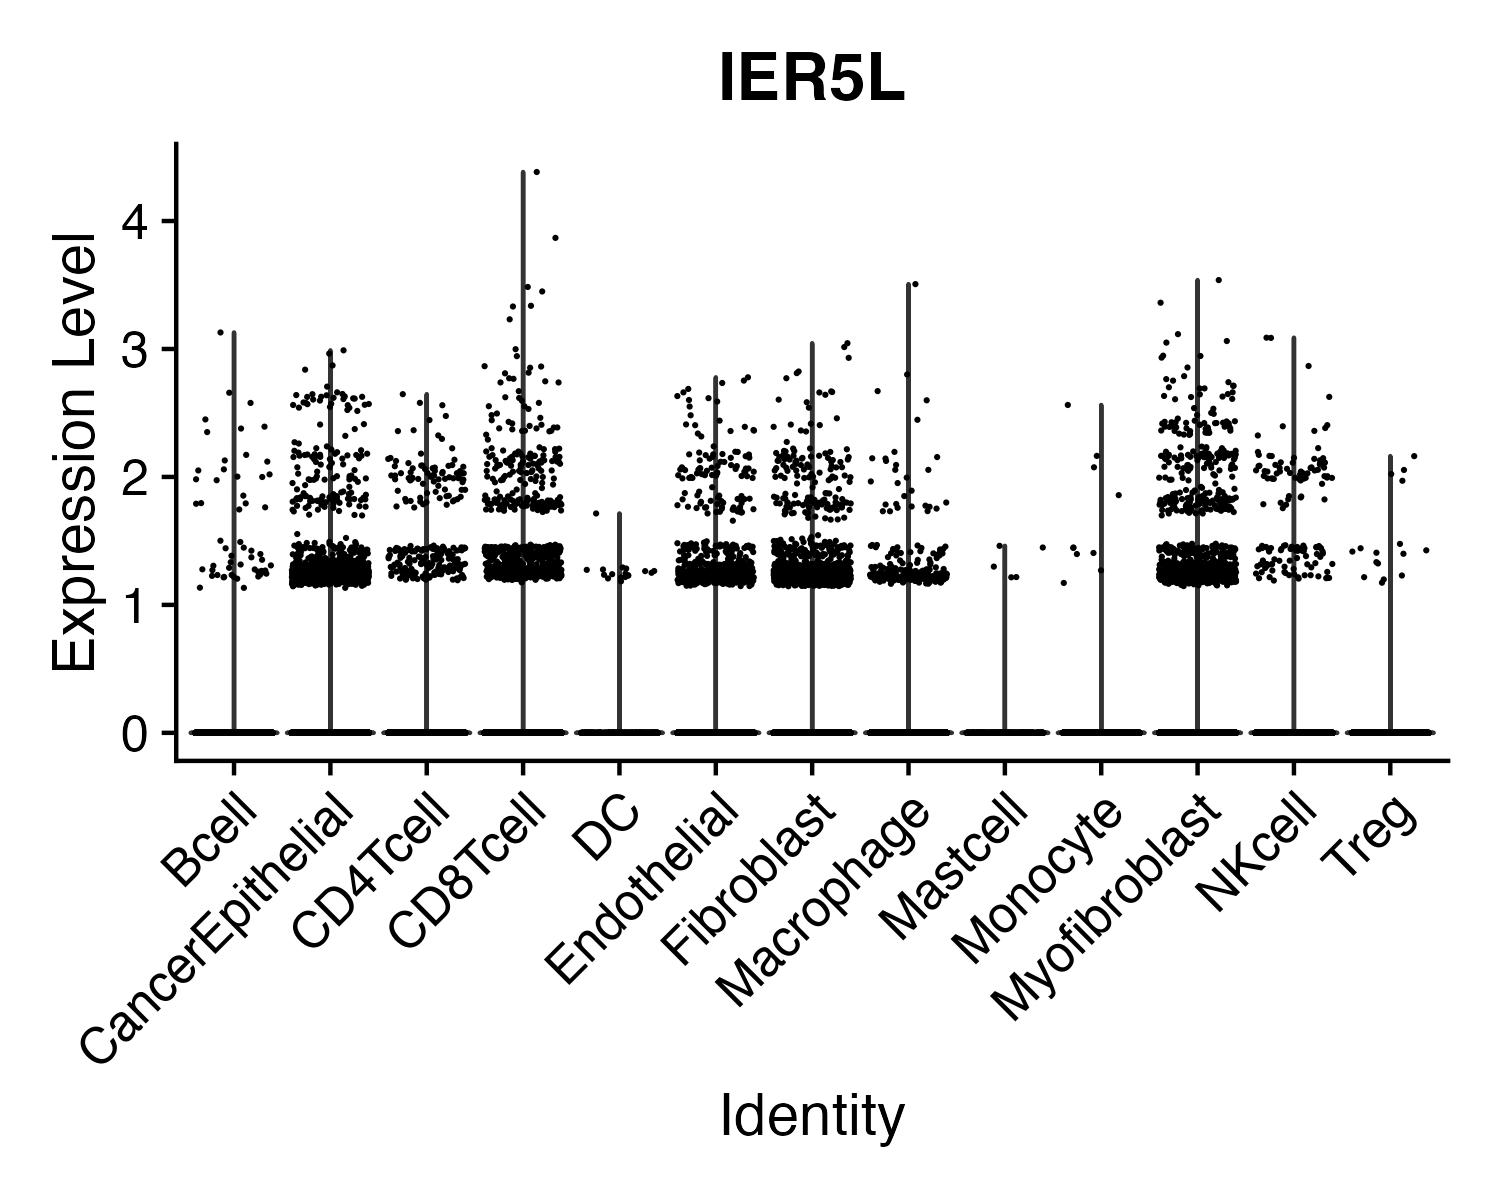 IER5L
Expression Level
4
3
2
1
0
Bcell
CancerEpithelial
CD4Tcell
CD8Tcell
DC
Endothelial
Fibroblast
Macrophage
Mastcell
Monocyte
Myofibroblast
NKcell
Treg
Identity